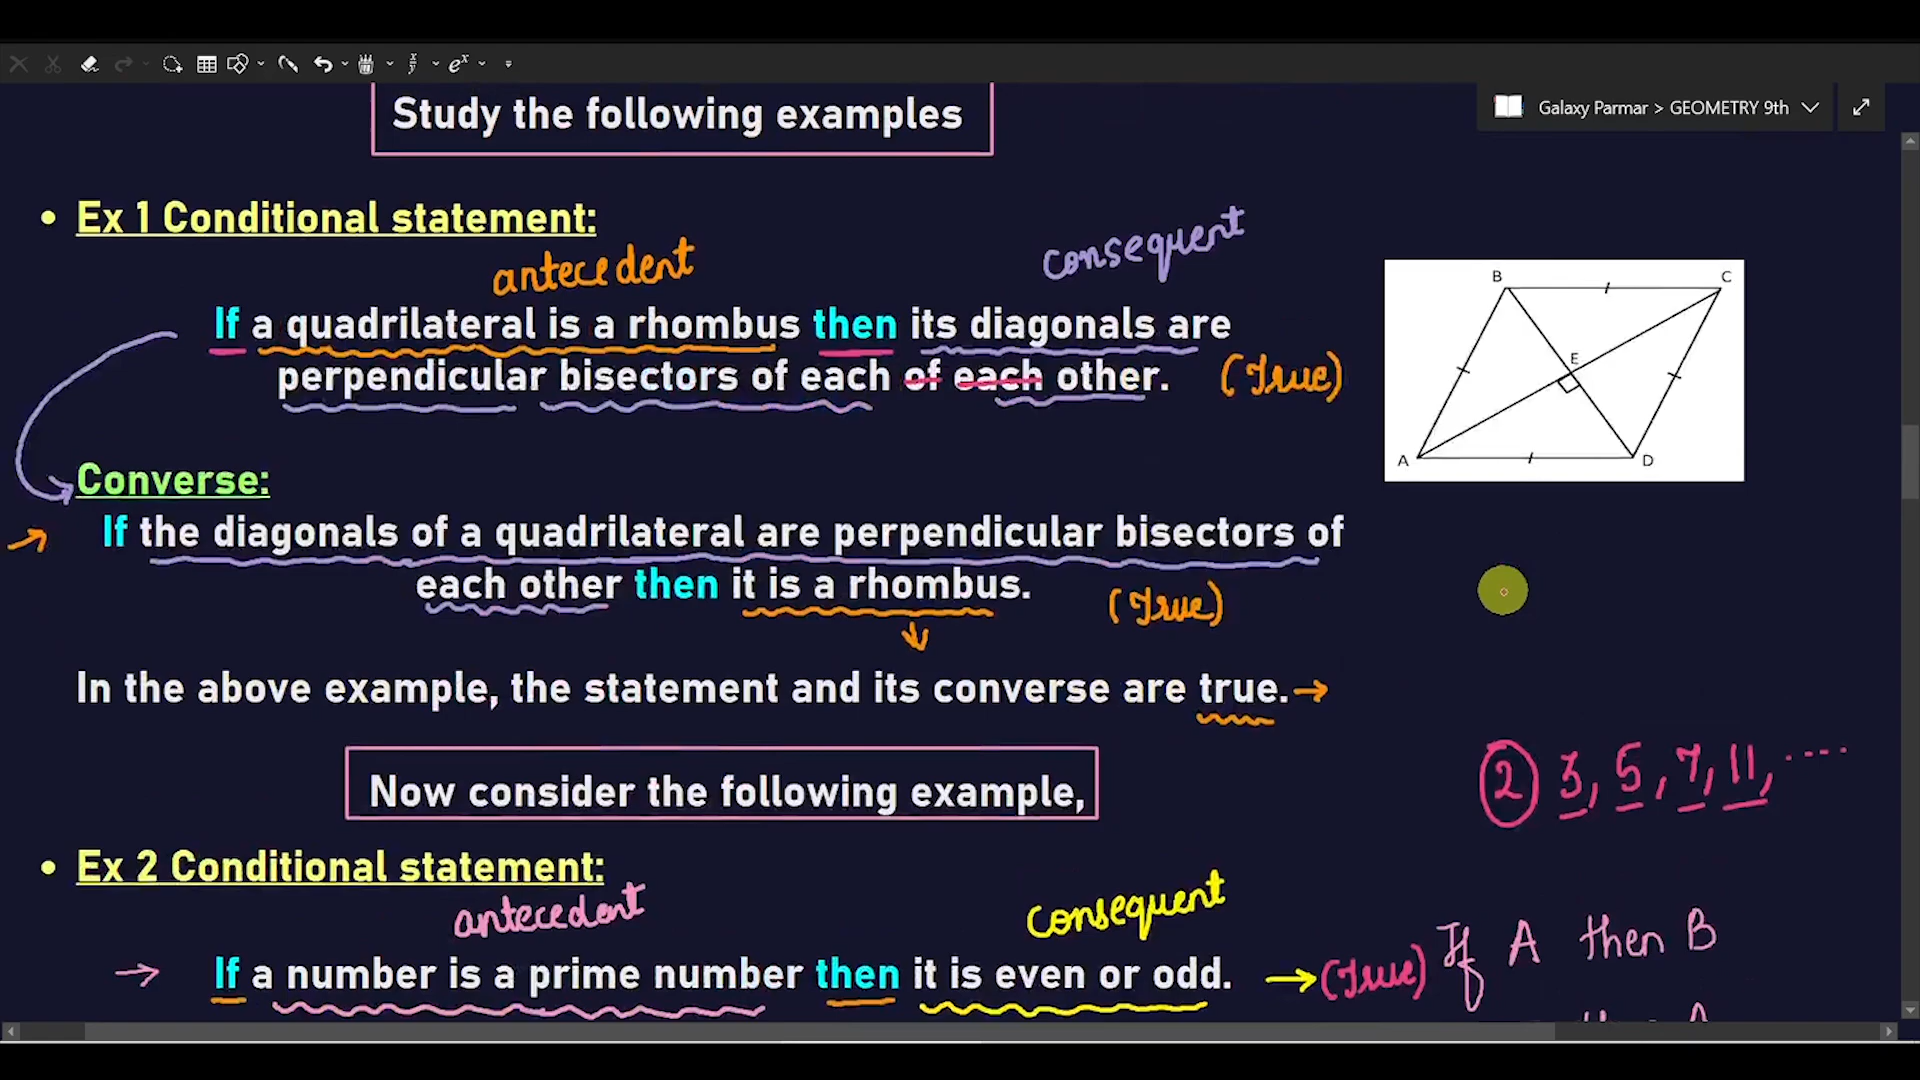 Galaxy Parmar > GEOMETRY 9th
Study the following examples
• Ex 1 Conditional statement:
antecedent
consequent
If a quadrilateral is a rhombus then its diagonals are
perpendicular bisectors of each of each other. (True)
Converse:
If the diagonals of a quadrilateral are perpendicular bisectors of
each other then it is a rhombus. (True)
In the above example, the statement and its converse are true.
B
C
E
A
D
2 3, 5, 7, 11, ....
Now consider the following example,
• Ex 2 Conditional statement:
antecedent
consequent
If a number is a prime number then it is even or odd. → (True)
If A then B